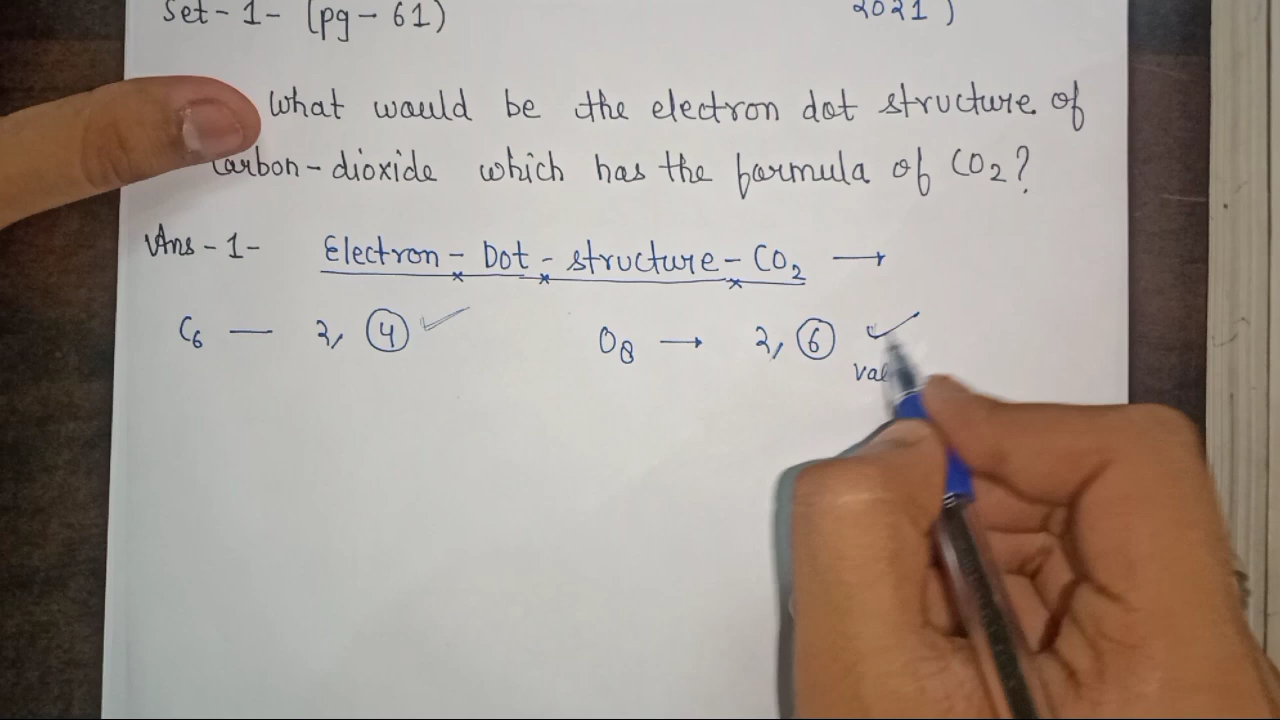 Set-1- (pg-61) 2021)
What would be the electron dot structure of
Carbon-dioxide which has the formula of CO2?
Ans-1- Electron-Dot-structure-CO2 →
C6 — 2, 4 ✓ O8 → 2, 6 ✓
val